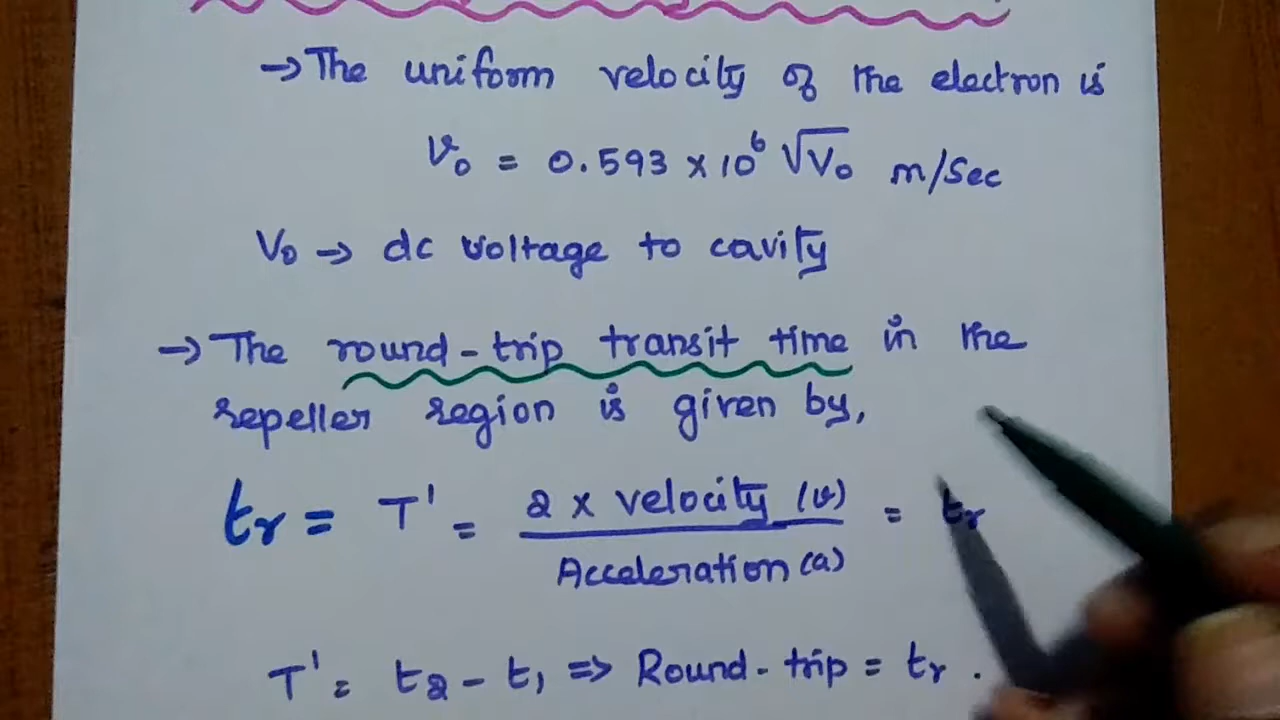 → The uniform velocity of the electron is
v₀ = 0.593 × 10⁶ √V₀ m/Sec
V₀ → dc voltage to cavity
→ The round-trip transit time in the
repeller region is given by,
tᵣ = T' = 2 × velocity (v) / Acceleration (a) = tᵣ
T' = t₂ - t₁ ⇒ Round-trip = tᵣ .